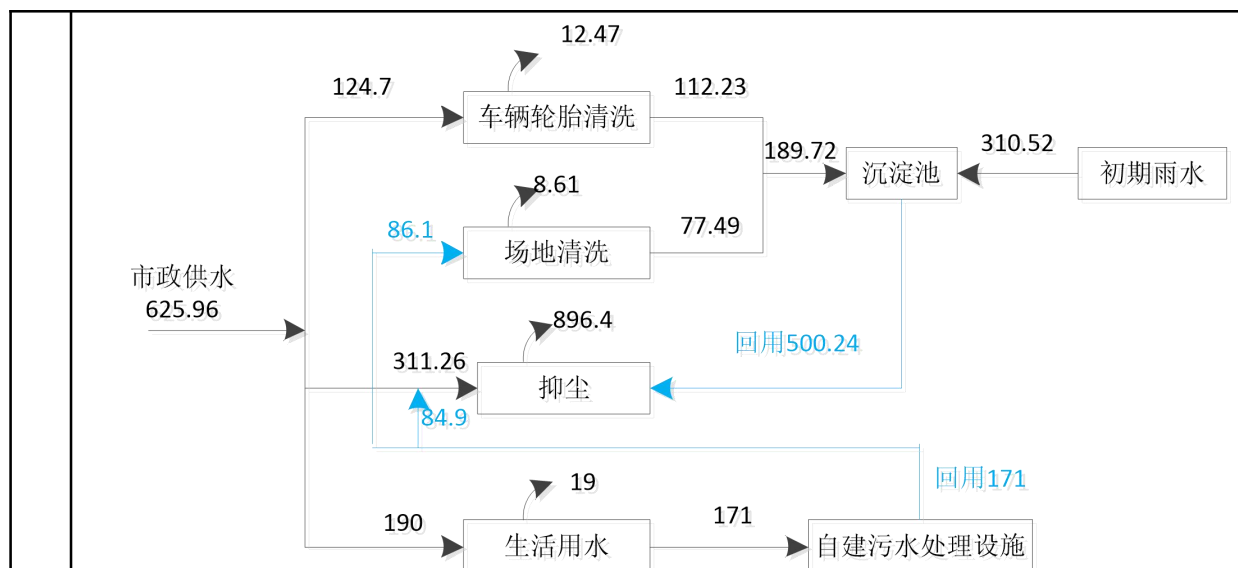 12.47
124.7
车辆轮胎清洗
112.23
189.72
沉淀池
310.52
初期雨水
8.61
86.1
场地清洗
77.49
市政供水
625.96
896.4
311.26
抑尘
回用500.24
84.9
回用171
19
190
生活用水
171
自建污水处理设施